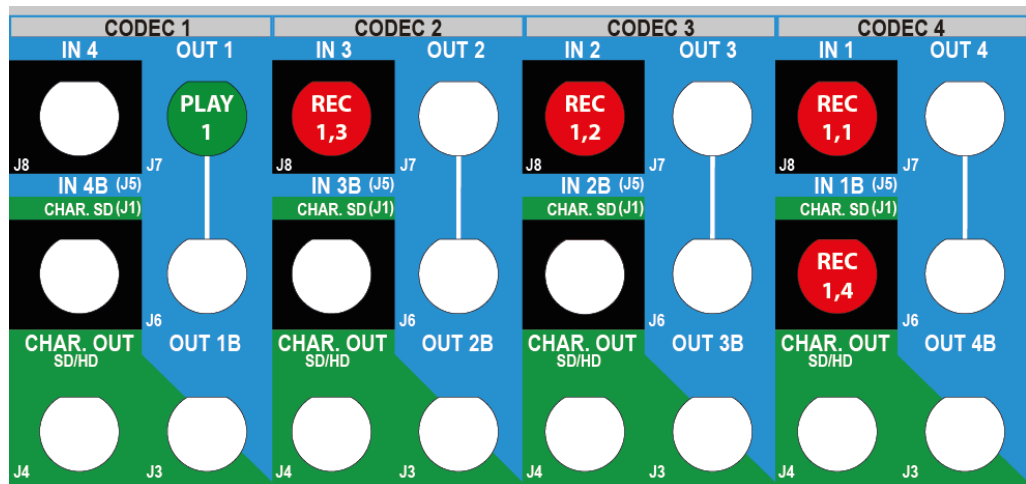 CODEC 1 CODEC 2 CODEC 3 CODEC 4
IN 4 OUT 1 IN 3 OUT 2 IN 2 OUT 3 IN 1 OUT 4
PLAY
1
REC
1,3
REC
1,2
REC
1,1
J8 J7 J8 J7 J8 J7 J8 J7
IN 4B (J5) IN 3B (J5) IN 2B (J5) IN 1B (J5)
CHAR. SD (J1) CHAR. SD (J1) CHAR. SD (J1) CHAR. SD (J1)
REC
1,4
J6 J6 J6 J6
CHAR. OUT OUT 1B CHAR. OUT OUT 2B CHAR. OUT OUT 3B CHAR. OUT OUT 4B
SD/HD SD/HD SD/HD SD/HD
J4 J3 J4 J3 J4 J3 J4 J3